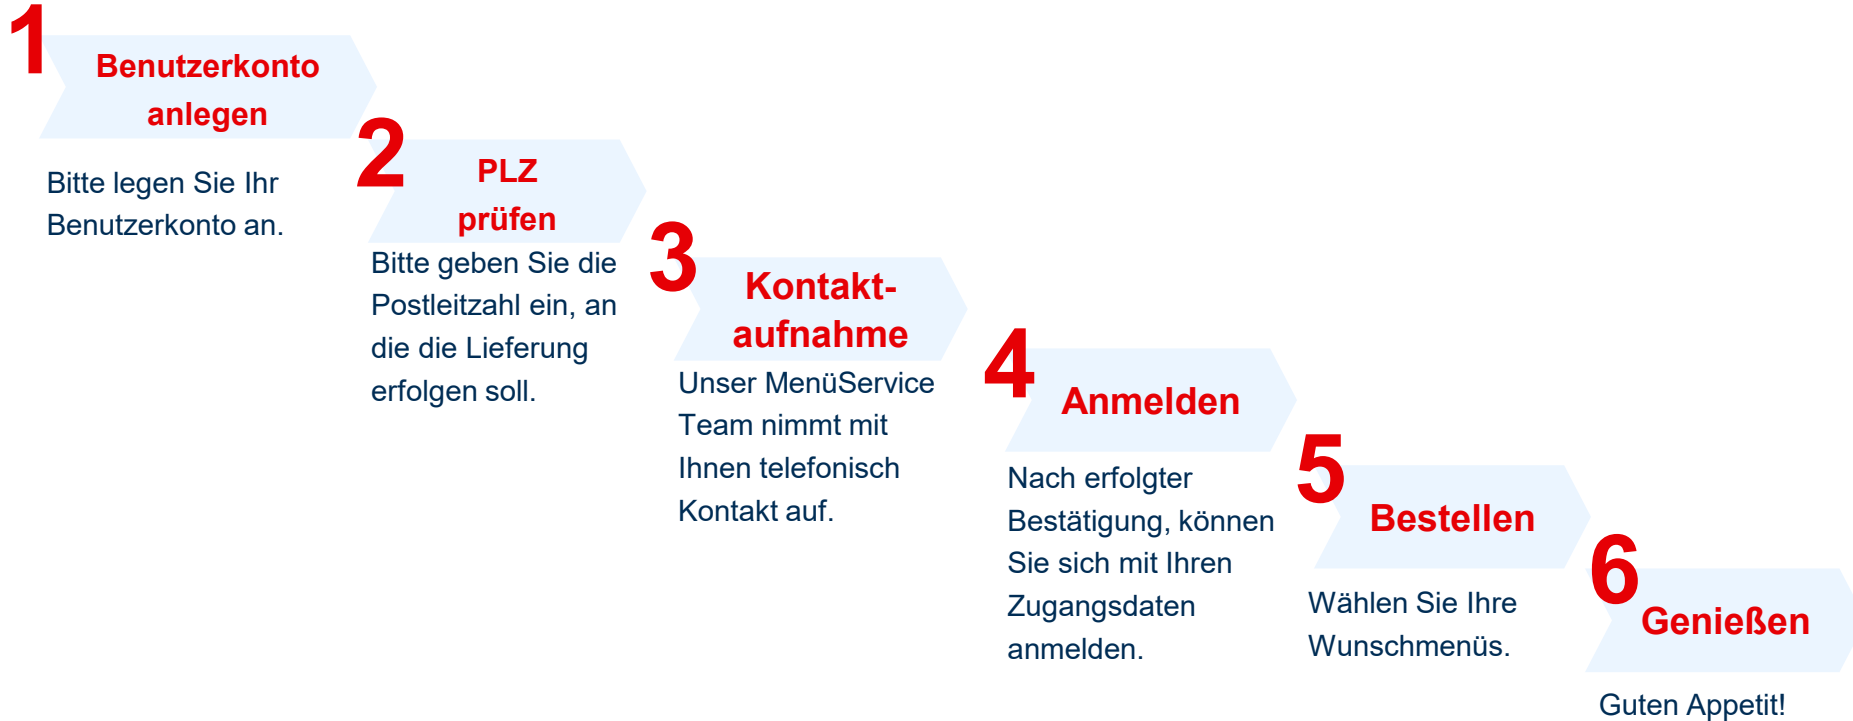 1
Benutzerkonto
anlegen
Bitte legen Sie Ihr
Benutzerkonto an.
2
PLZ
prüfen
Bitte geben Sie die
Postleitzahl ein, an
die die Lieferung
erfolgen soll.
3
Kontakt-
aufnahme
Unser MenüService
Team nimmt mit
Ihnen telefonisch
Kontakt auf.
4
Anmelden
Nach erfolgter
Bestätigung, können
Sie sich mit Ihren
Zugangsdaten
anmelden.
5
Bestellen
Wählen Sie Ihre
Wunschmenüs.
6
Genießen
Guten Appetit!